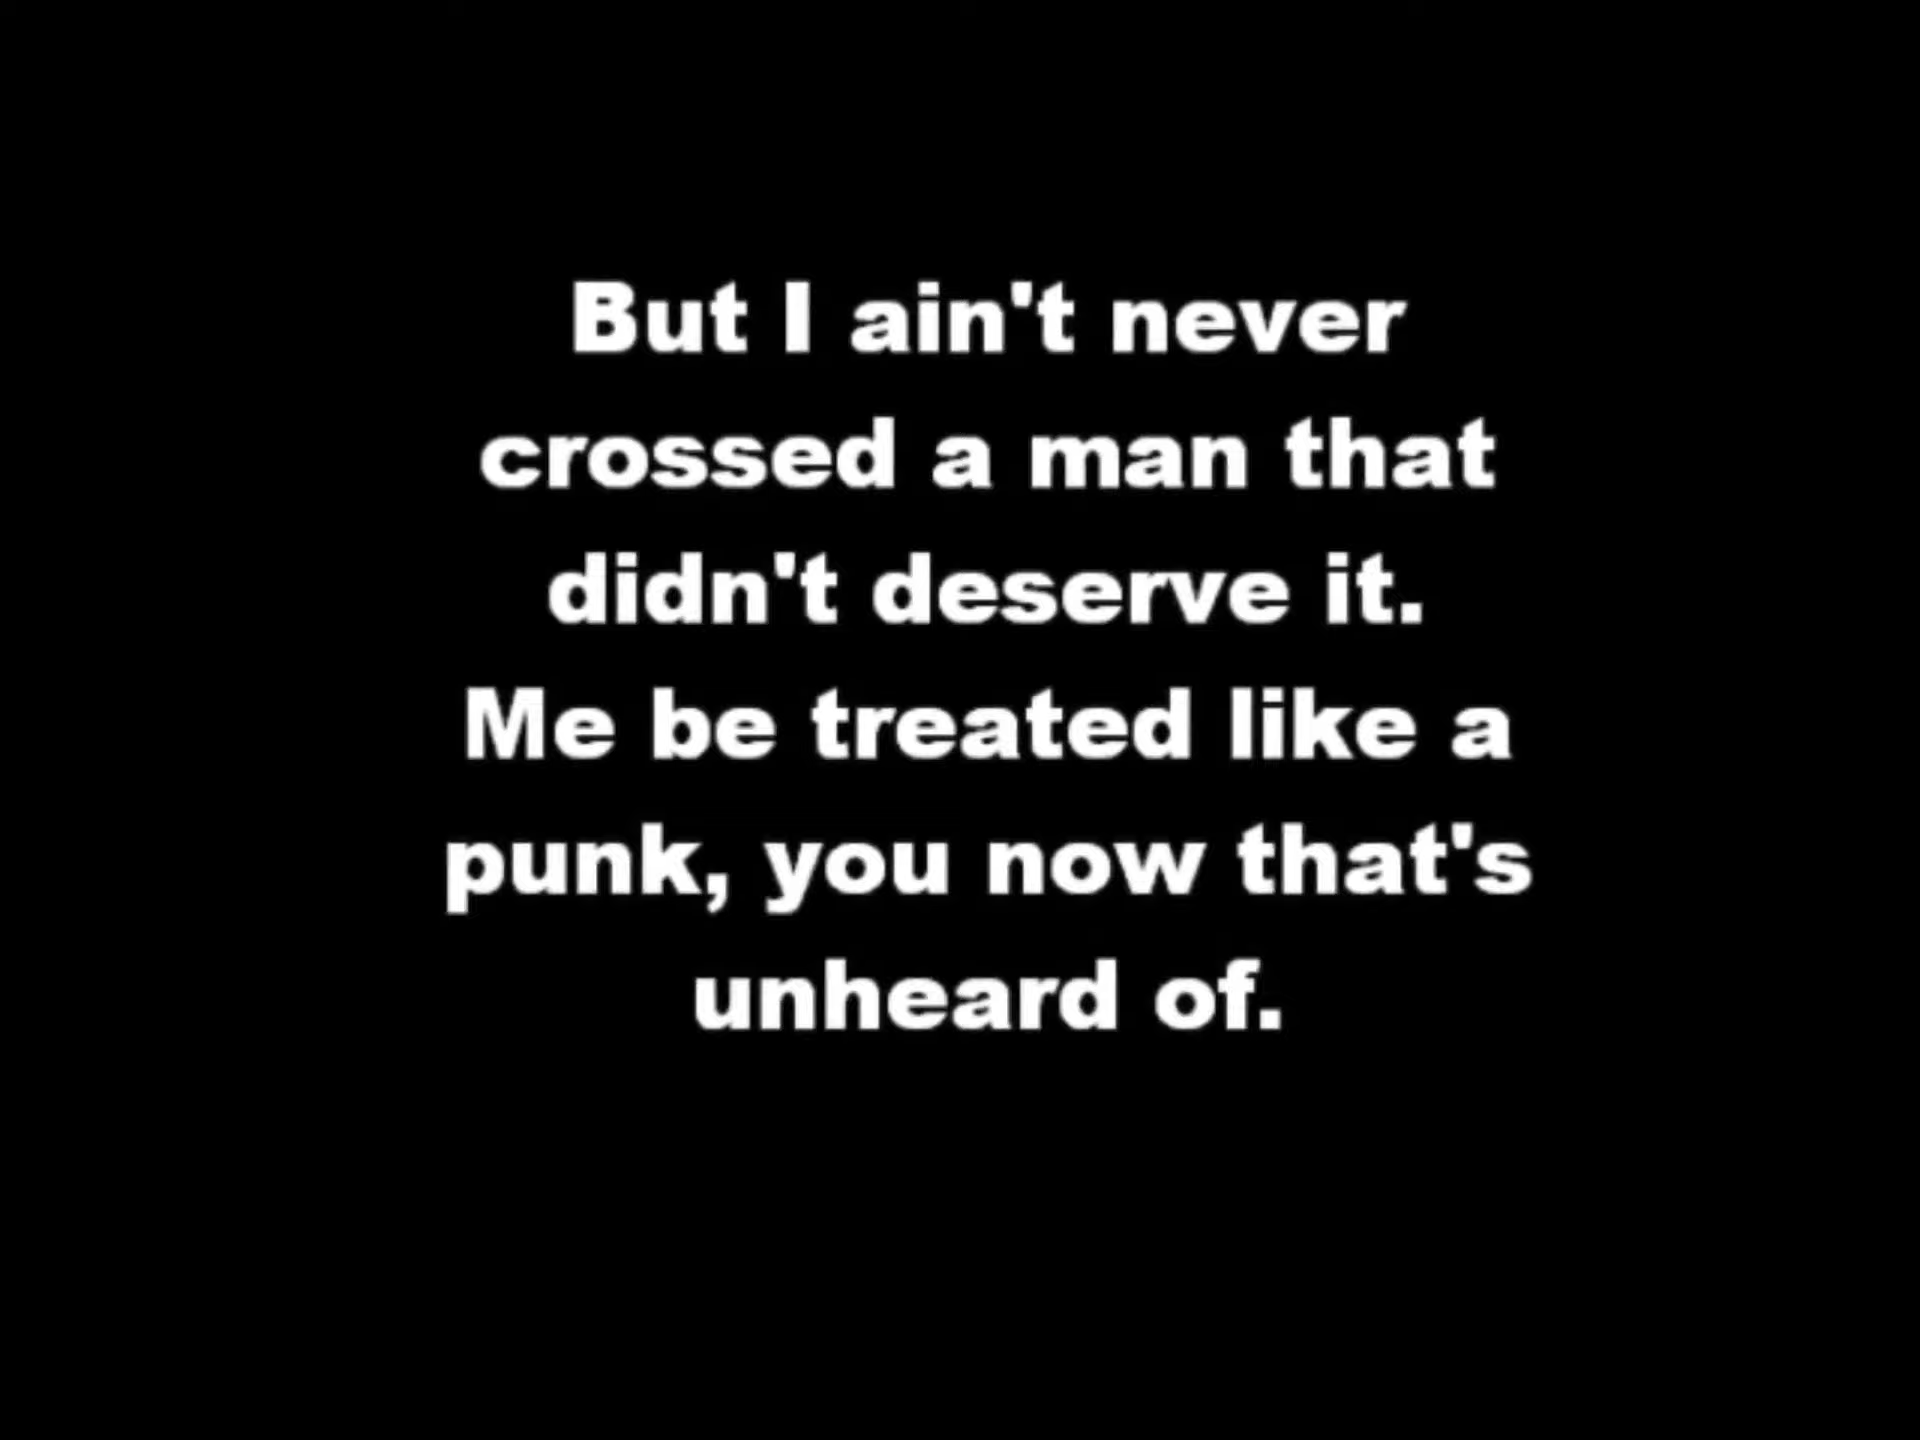 But I ain't never
crossed a man that
didn't deserve it.
Me be treated like a
punk, you now that's
unheard of.